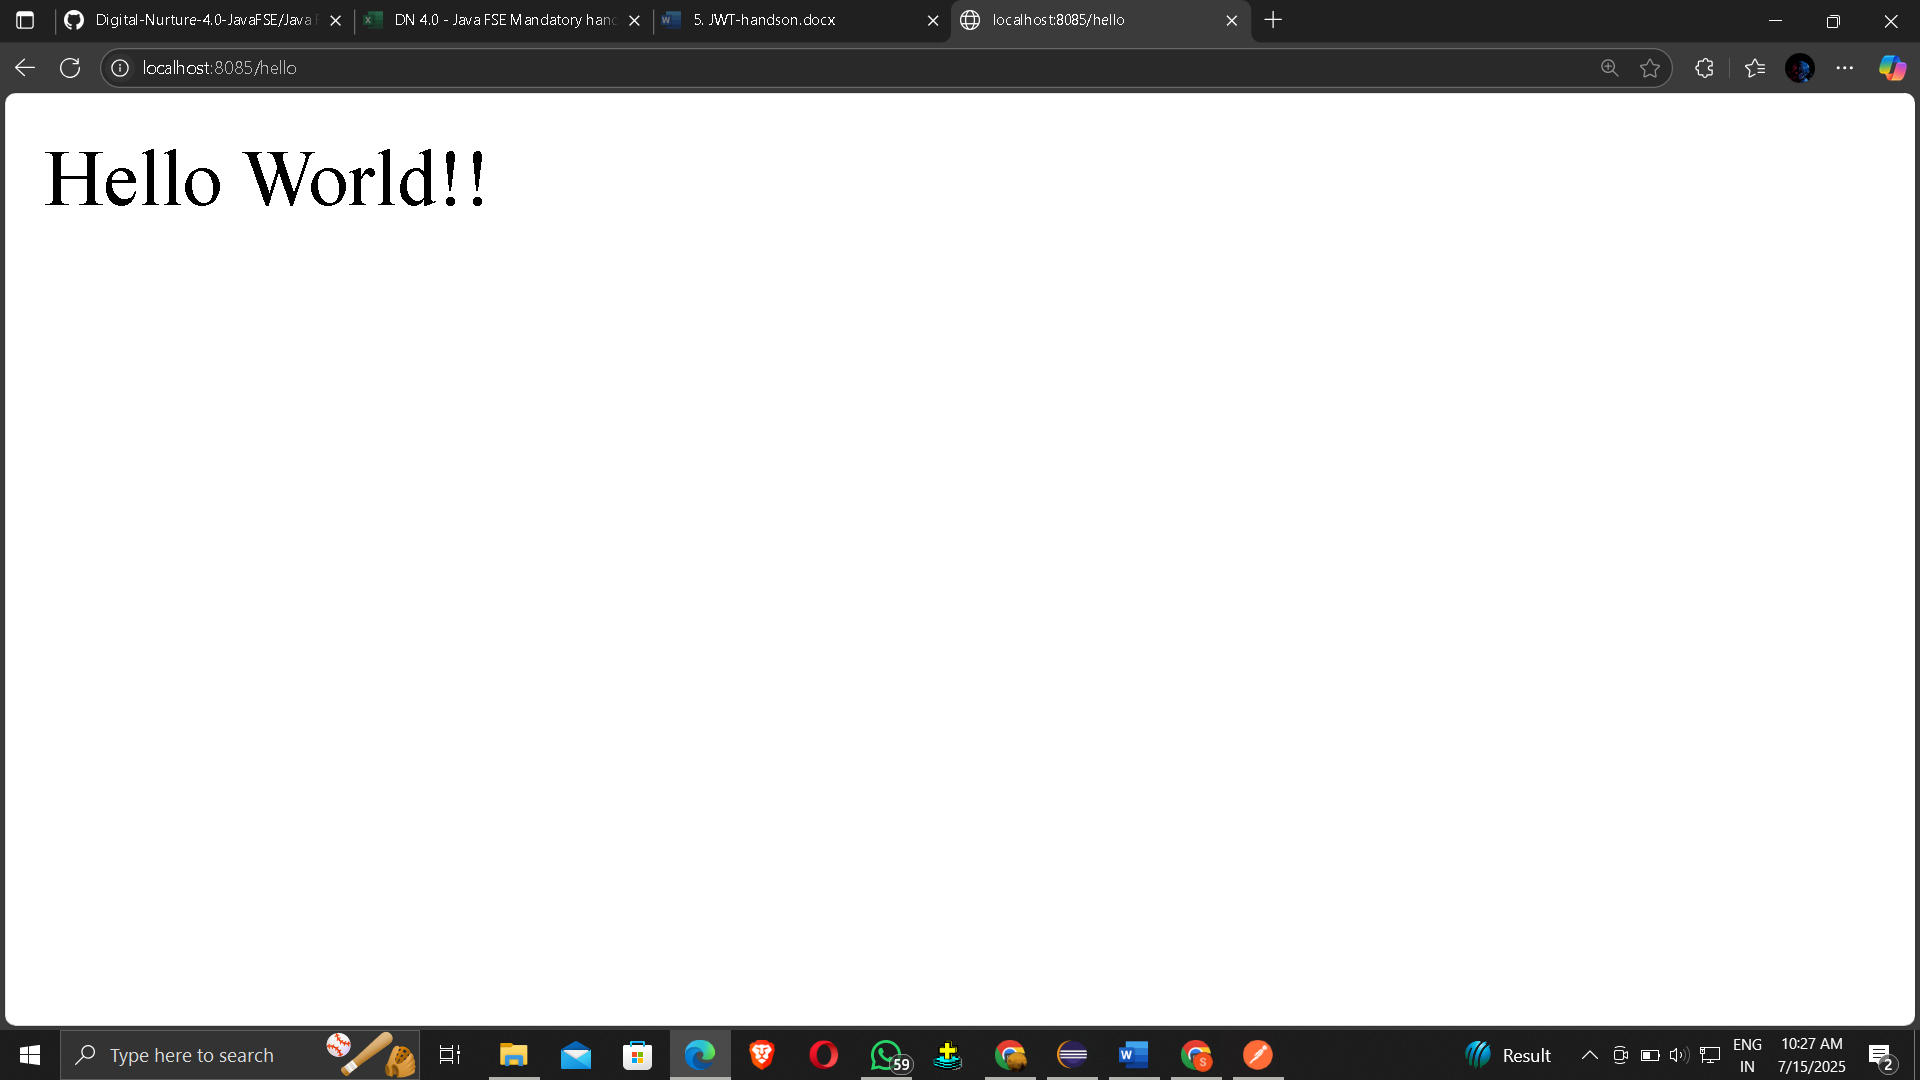 Digital-Nurture-4.0-JavaFSE/Java
DN 4.0 - Java FSE Mandatory hanc
5. JWT-handson.docx
localhost:8085/hello
localhost:8085/hello
Hello World!!
Type here to search
59
S
Result
ENG
IN
10:27 AM
7/15/2025
2